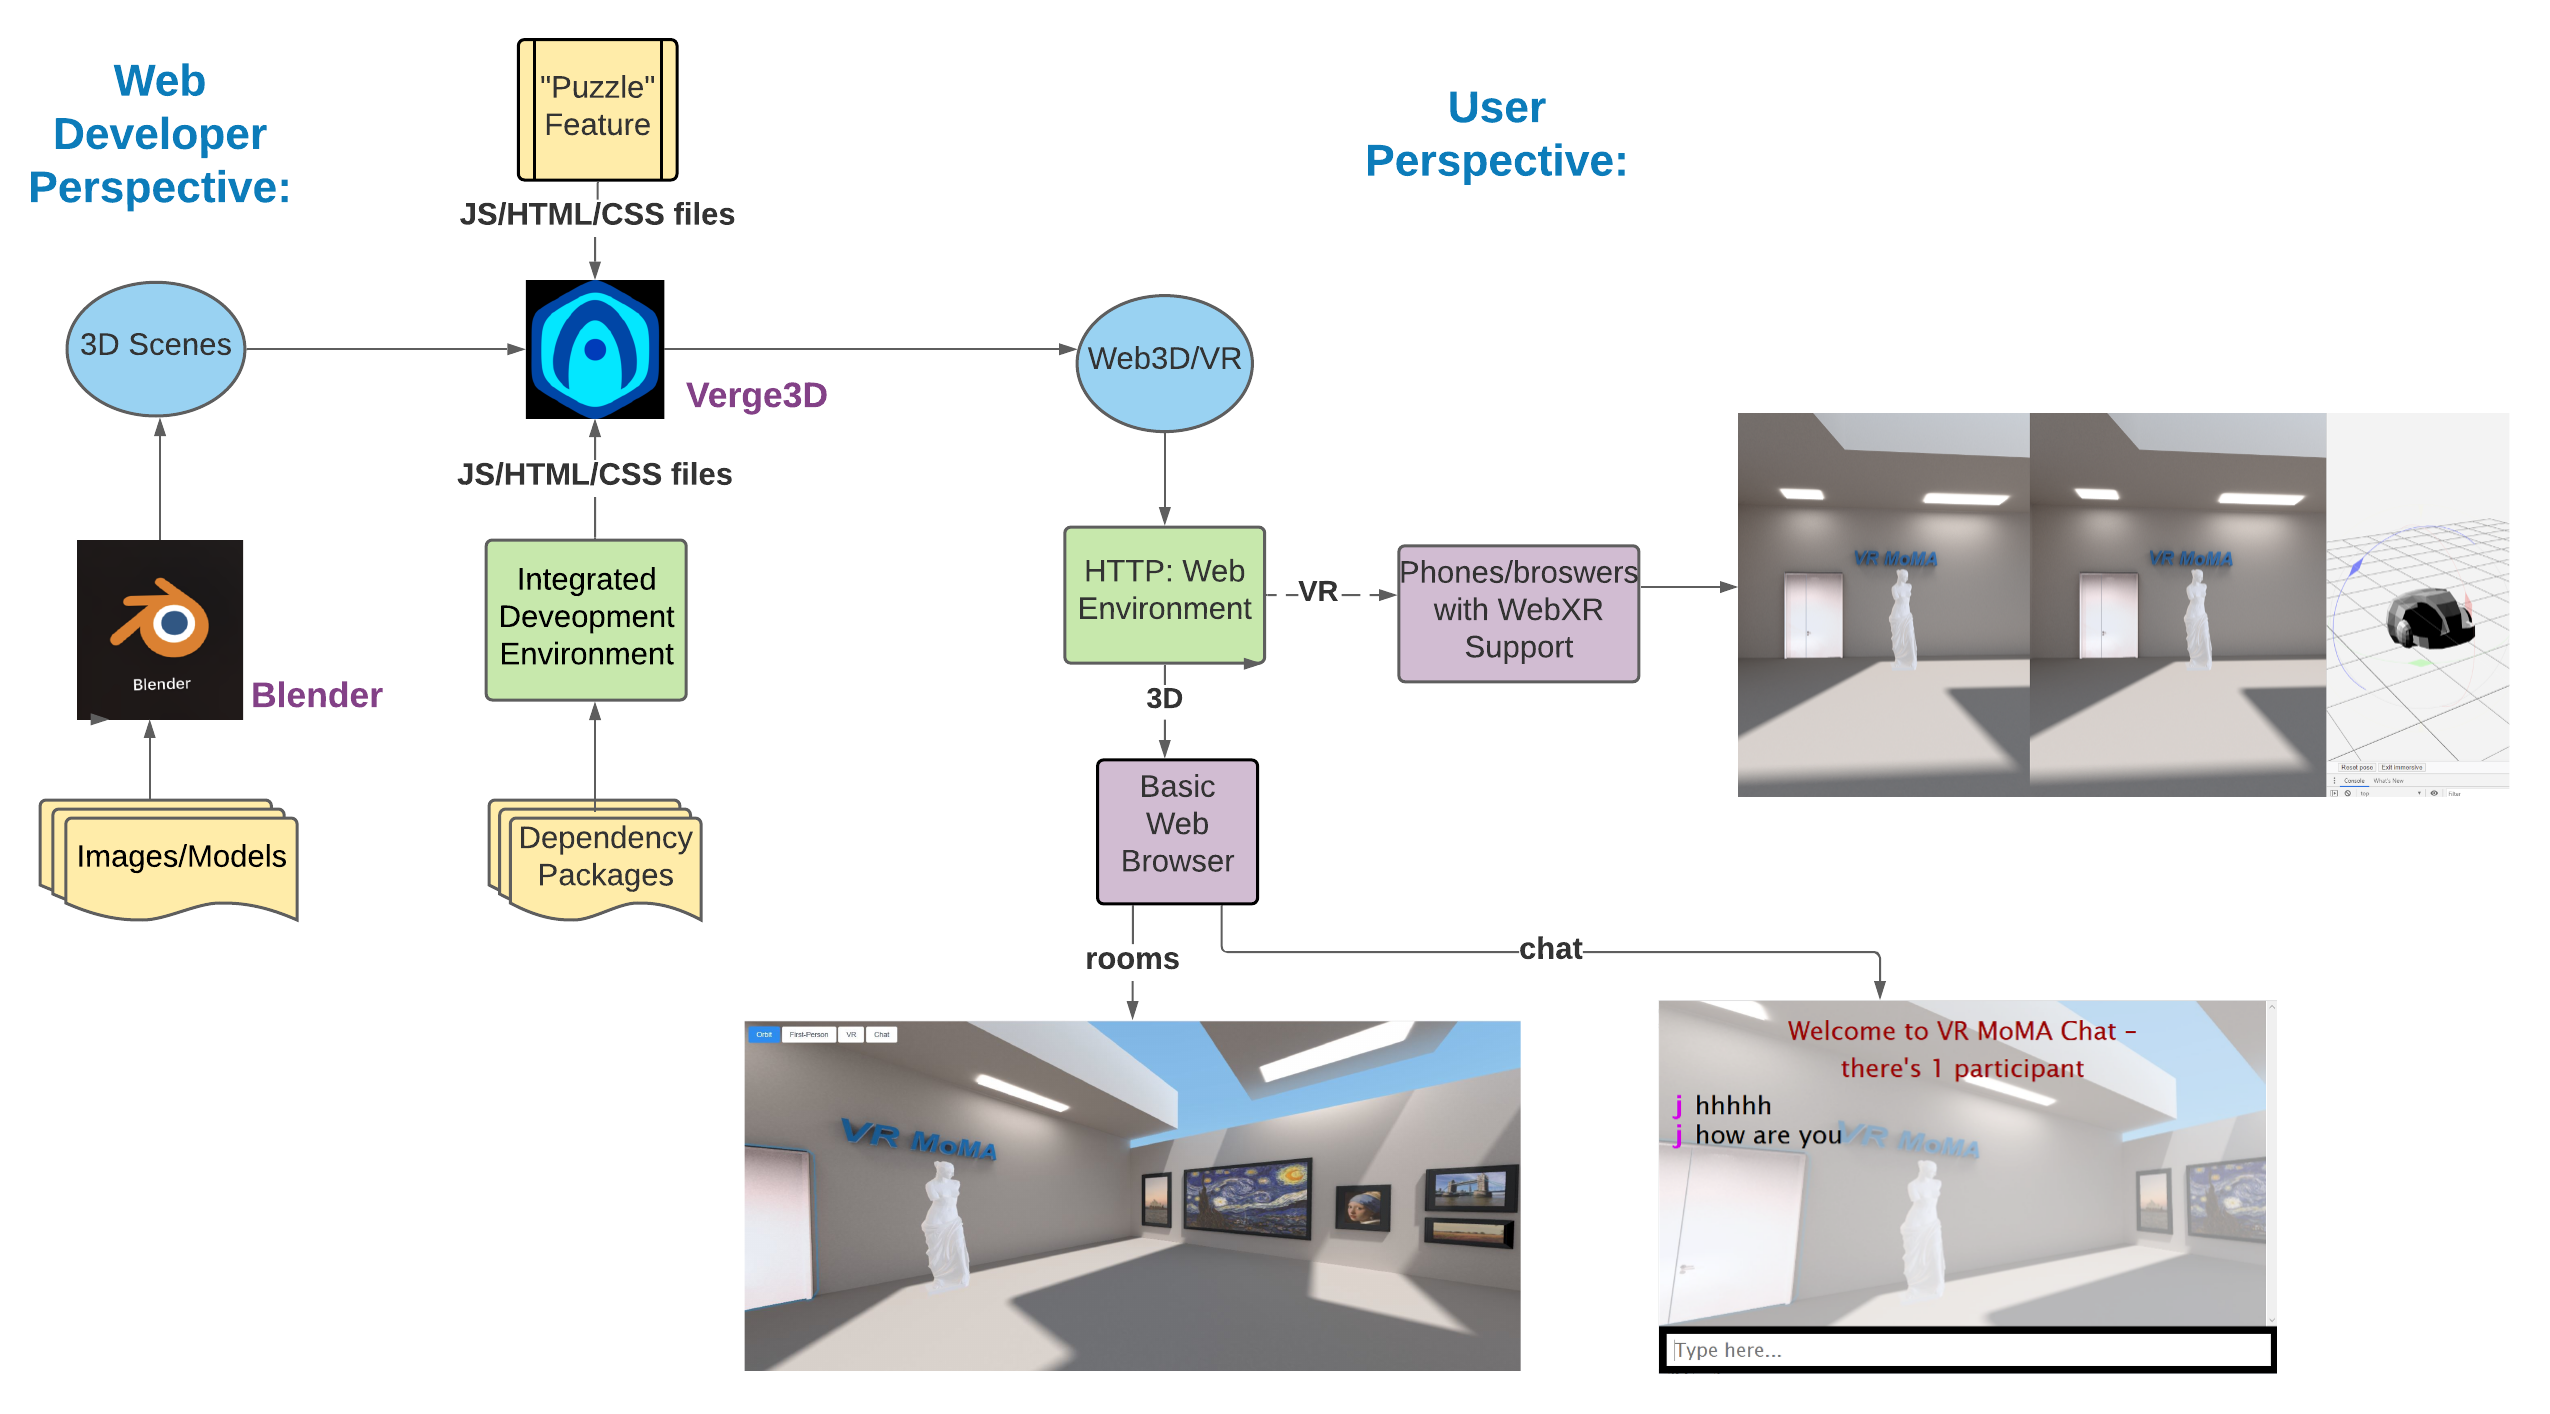 Web
Developer
Perspective:
"Puzzle"
Feature
JS/HTML/CSS files
User
Perspective:
3D Scenes
Verge3D
Web3D/VR
JS/HTML/CSS files
Blender
Blender
Integrated
Deveopment
Environment
HTTP: Web
Environment
VR
Phones/broswers
with WebXR
Support
VR MoMA
VR MoMA
Reset pose
Exit immersive
Console
What's New
top
Filter
3D
Images/Models
Dependency
Packages
Basic
Web
Browser
rooms
chat
Orbit
First-Person
VR
Chat
VR MoMA
Welcome to VR MoMA Chat –
there's 1 participant
j hhhhh
j how are you
VR MoMA
Type here...